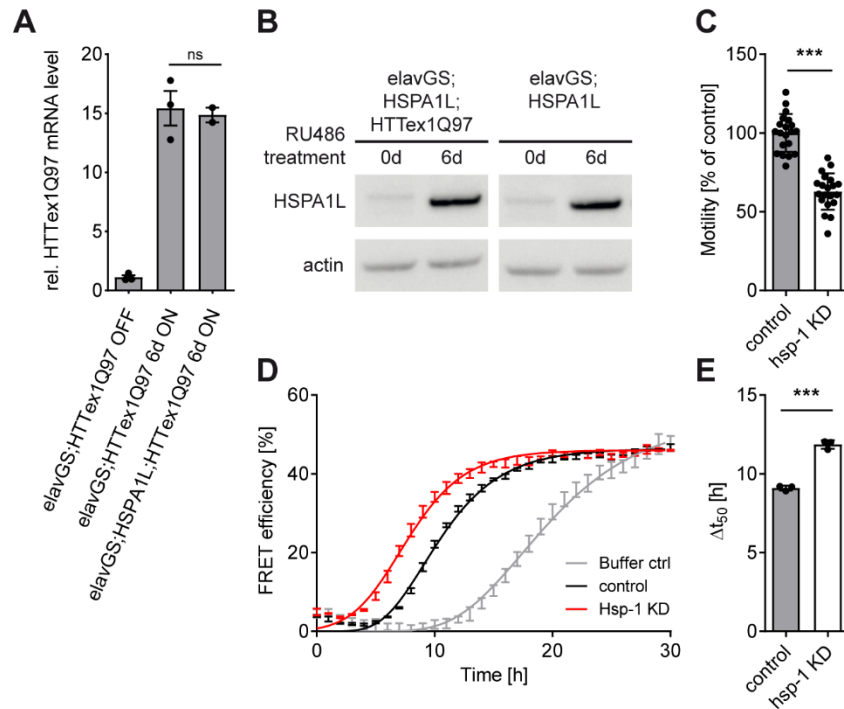 A
rel. HTTex1Q97 mRNA level
20
15
10
5
0
ns
elavGS;HTTex1Q97 OFF
elavGS;HTTex1Q97 6d ON
elavGS;HSPA1L;HTTex1Q97 6d ON
B
elavGS;
HSPA1L;
HTTex1Q97
elavGS;
HSPA1L
RU486
treatment
0d
6d
0d
6d
HSPA1L
actin
C
Motility [% of control]
150
100
50
0
***
control
hsp-1 KD
D
FRET efficiency [%]
60
40
20
0
0
10
20
30
Time [h]
Buffer ctrl
control
Hsp-1 KD
E
Δt50 [h]
15
10
5
0
***
control
hsp-1 KD